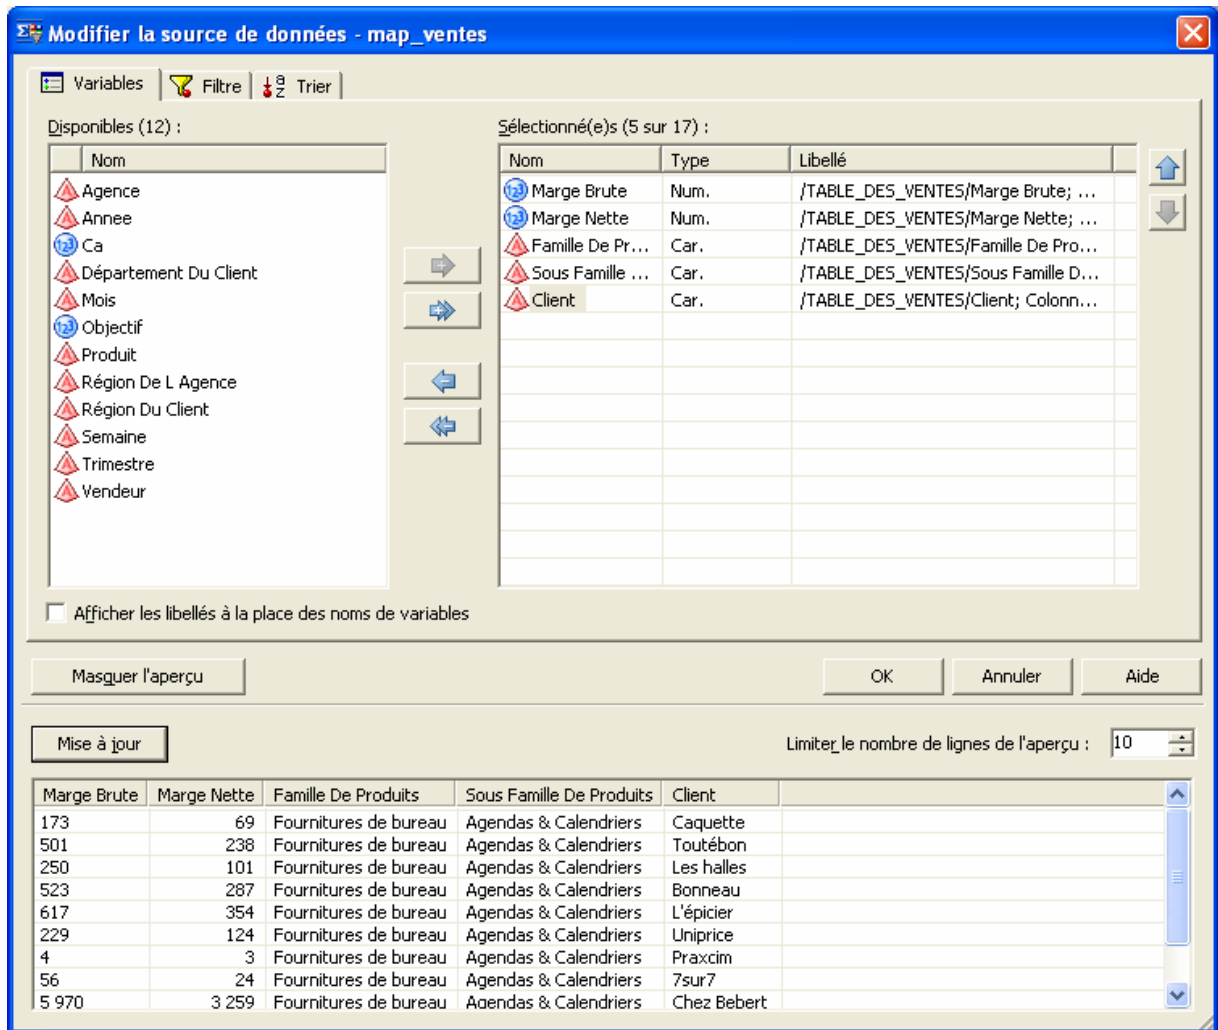 Modifier la source de données - map_ventes
Variables Filtre Trier
Disponibles (12) :
Nom
Agence
Annee
Ca
Département Du Client
Mois
Objectif
Produit
Région De L Agence
Région Du Client
Semaine
Trimestre
Vendeur
Sélectionné(e)s (5 sur 17) :
Nom Type Libellé
Marge Brute Num. /TABLE_DES_VENTES/Marge Brute; ...
Marge Nette Num. /TABLE_DES_VENTES/Marge Nette; ...
Famille De Pr... Car. /TABLE_DES_VENTES/Famille De Pro...
Sous Famille ... Car. /TABLE_DES_VENTES/Sous Famille D...
Client Car. /TABLE_DES_VENTES/Client; Colonn...
Afficher les libellés à la place des noms de variables
Masquer l'aperçu OK Annuler Aide
Mise à jour Limiter le nombre de lignes de l'aperçu : 10
Marge Brute Marge Nette Famille De Produits Sous Famille De Produits Client
173 69 Fournitures de bureau Agendas & Calendriers Caquette
501 238 Fournitures de bureau Agendas & Calendriers Toutébon
250 101 Fournitures de bureau Agendas & Calendriers Les halles
523 287 Fournitures de bureau Agendas & Calendriers Bonneau
617 354 Fournitures de bureau Agendas & Calendriers L'épicier
229 124 Fournitures de bureau Agendas & Calendriers Uniprice
4 3 Fournitures de bureau Agendas & Calendriers Praxcim
56 24 Fournitures de bureau Agendas & Calendriers 7sur7
5 970 3 259 Fournitures de bureau Agendas & Calendriers Chez Bebert